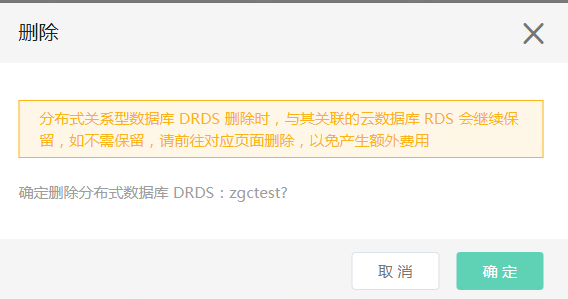 删除
分布式关系型数据库 DRDS 删除时，与其关联的云数据库 RDS 会继续保
留，如不需保留，请前往对应页面删除，以免产生额外费用
确定删除分布式数据库 DRDS：zgctest?
取消
确定